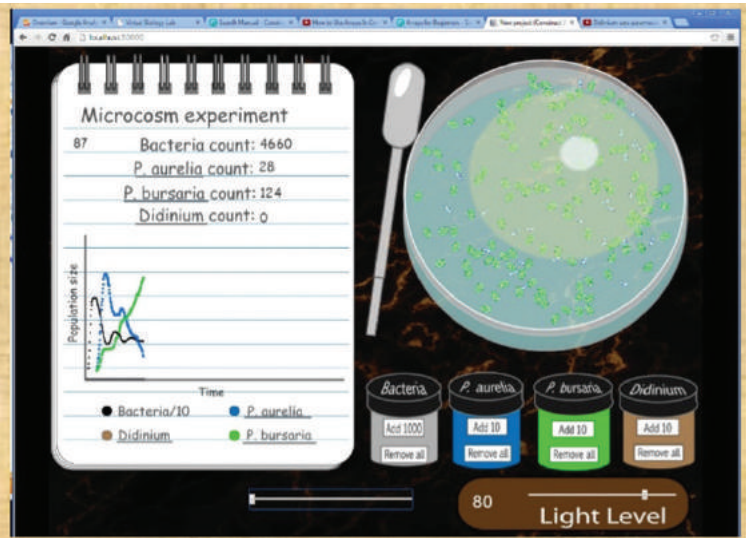 Microcosm experiment
87
Bacteria count: 4660
P. aurelia count: 28
P. bursaria count: 124
Didinium count: 0
Population size
Time
Bacteria/10
P. aurelia
Didinium
P. bursaria
Bacteria
P. aurelia
P. bursaria
Didinium
Add 1000
Add 10
Add 10
Add 10
Remove all
Remove all
Remove all
Remove all
80
Light Level